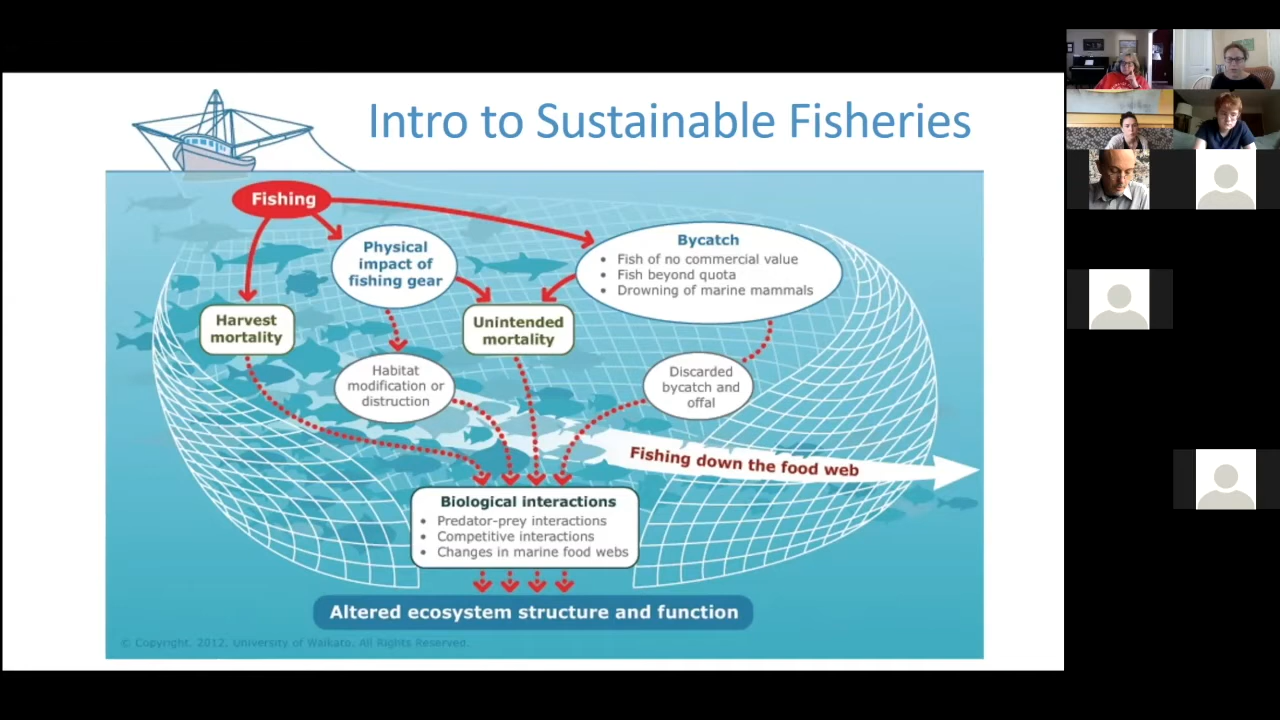 Intro to Sustainable Fisheries
Fishing
Physical
impact of
fishing gear
Bycatch
• Fish of no commercial value
• Fish beyond quota
• Drowning of marine mammals
Harvest
mortality
Unintended
mortality
Habitat
modification or
distruction
Discarded
bycatch and
offal
Fishing down the food web
Biological interactions
• Predator-prey interactions
• Competitive interactions
• Changes in marine food webs
Altered ecosystem structure and function
© Copyright. 2012. University of Waikato. All Rights Reserved.